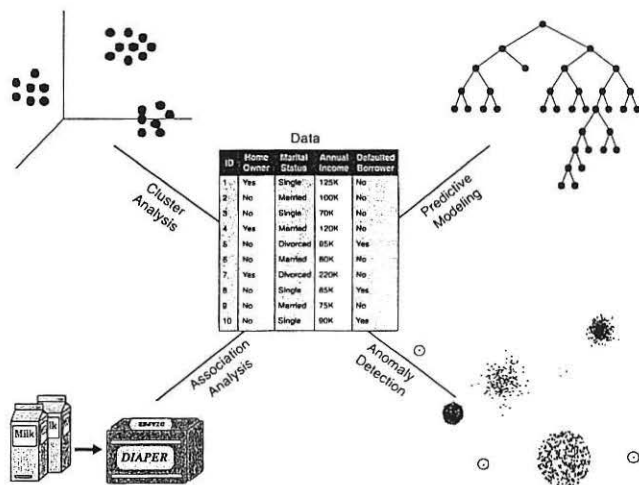 Data
ID Home Owner Marital Status Annual Income Defaulted Borrower
1 Yes Single 125K No
2 No Married 100K No
3 No Single 70K No
4 Yes Married 120K No
5 No Divorced 95K Yes
6 No Married 60K No
7 Yes Divorced 220K No
8 No Single 85K Yes
9 No Married 75K No
10 No Single 90K Yes
Cluster
Analysis
Predictive
Modeling
Association
Analysis
Anomaly
Detection
Milk
Milk
DIAPER